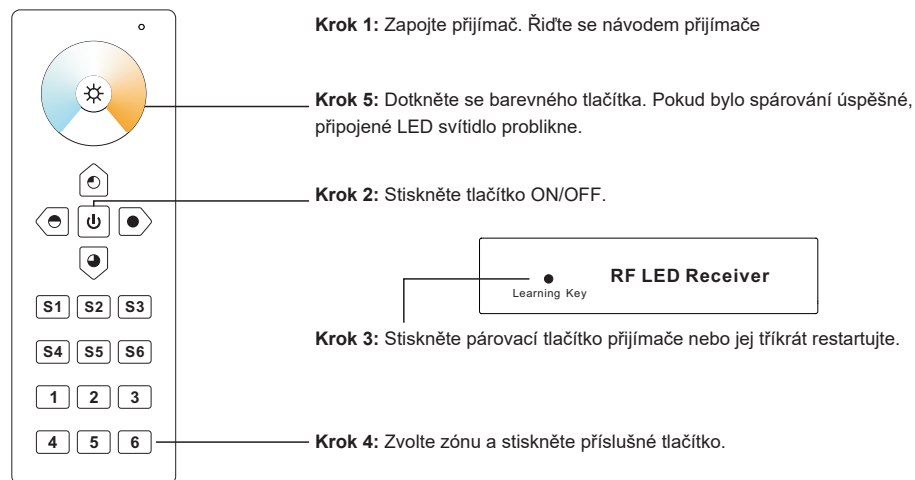 Krok 1: Zapojte přijímač. Řiďte se návodem přijímače
Krok 5: Dotkněte se barevného tlačítka. Pokud bylo spárování úspěšné,
připojené LED svítidlo problikne.
Krok 2: Stiskněte tlačítko ON/OFF.
RF LED Receiver
Learning Key
S1 S2 S3
Krok 3: Stiskněte párovací tlačítko přijímače nebo jej tříkrát restartujte.
S4 S5 S6
1 2 3
4 5 6
Krok 4: Zvolte zónu a stiskněte příslušné tlačítko.